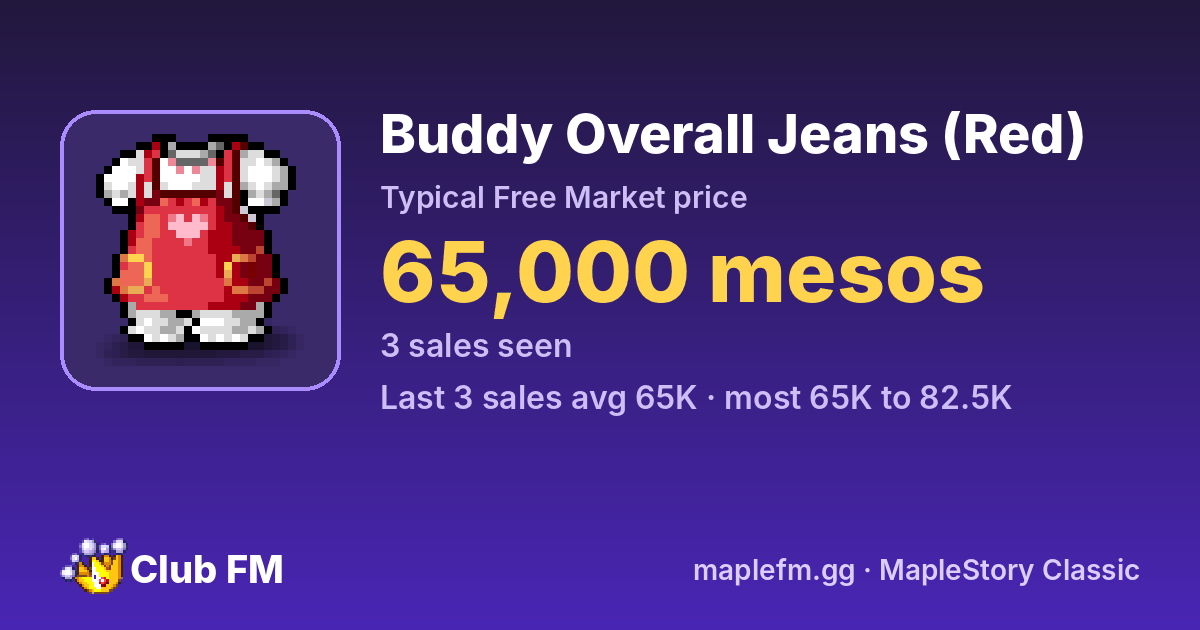 Buddy Overall Jeans (Red)
Typical Free Market price
65,000 mesos
3 sales seen
Last 3 sales avg 65K · most 65K to 82.5K
Club FM
maplefm.gg · MapleStory Classic